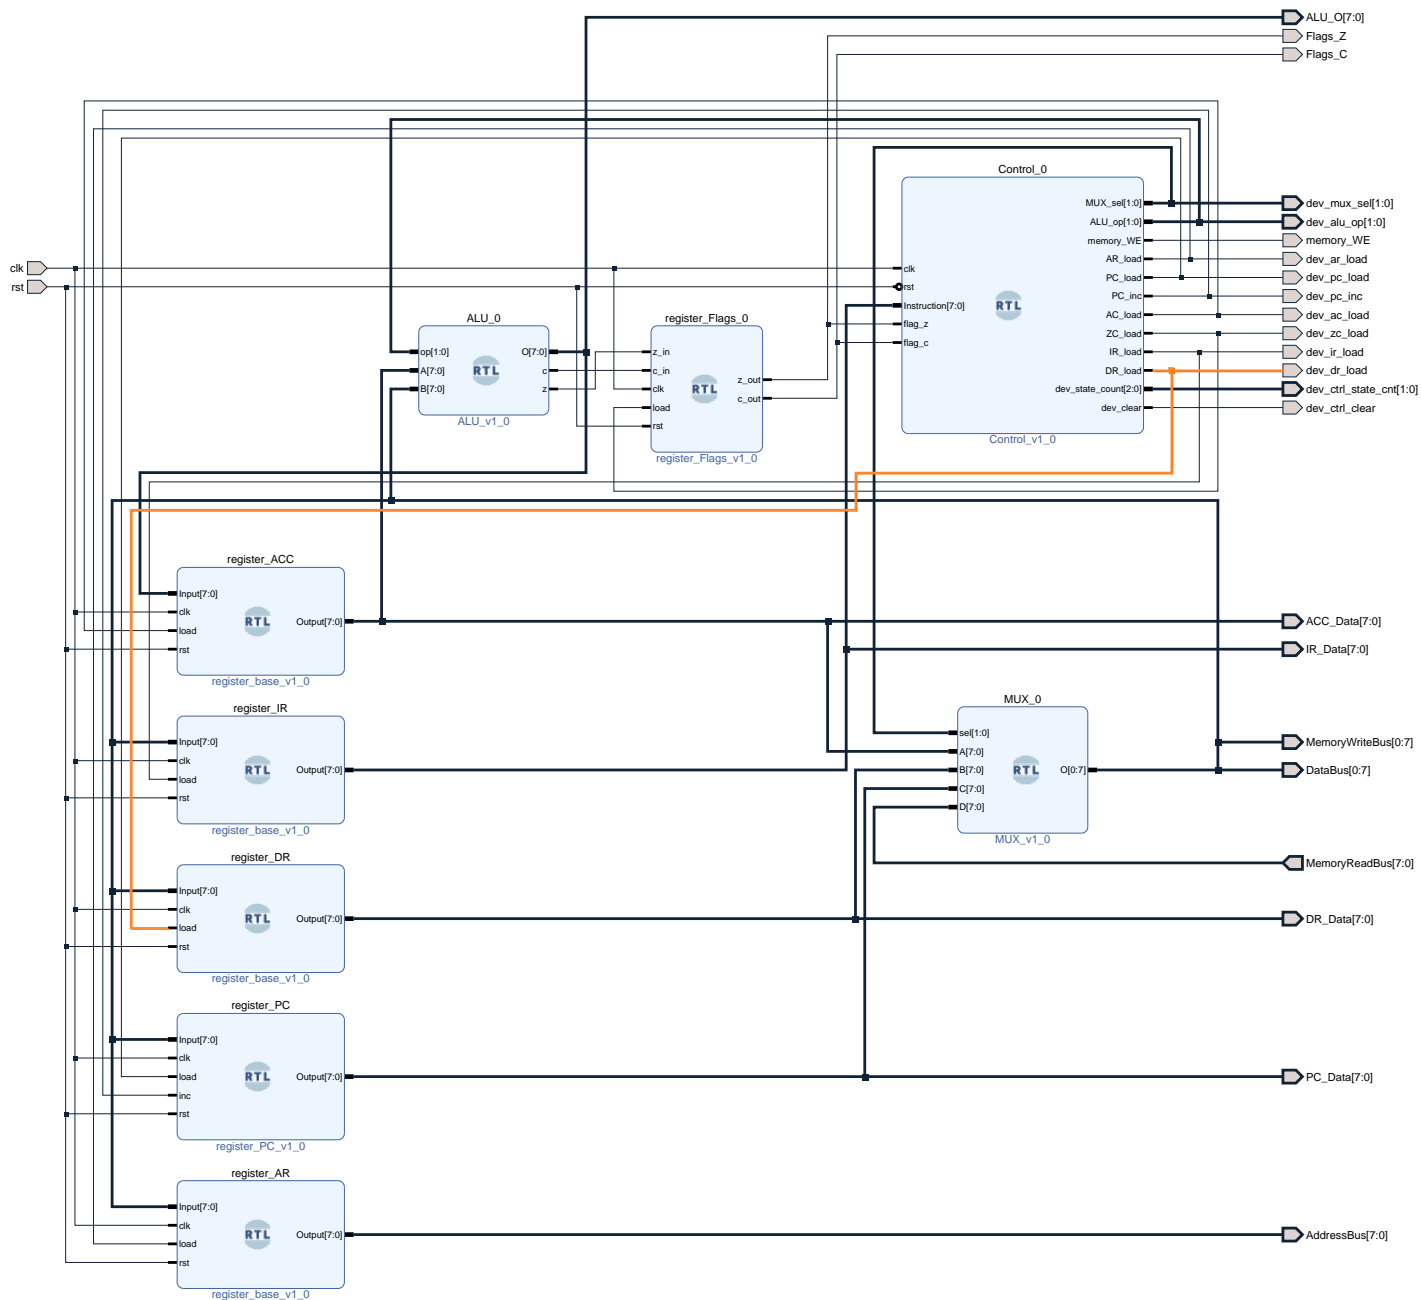 ALU_O[7:0]
Flags_Z
Flags_C
Control_0
MUX_sel[1:0]
ALU_op[1:0]
memory_WE
AR_load
PC_load
PC_inc
AC_load
ZC_load
IR_load
DR_load
dev_state_count[2:0]
dev_clear
clk
rst
Instruction[7:0]
flag_z
flag_c
RTL
Control_v1_0
dev_mux_sel[1:0]
dev_alu_op[1:0]
memory_WE
dev_ar_load
dev_pc_load
dev_pc_inc
dev_ac_load
dev_zc_load
dev_ir_load
dev_dr_load
dev_ctrl_state_cnt[1:0]
dev_ctrl_clear
clk
rst
ALU_0
op[1:0]
A[7:0]
B[7:0]
RTL
O[7:0]
c
z
ALU_v1_0
register_Flags_0
z_in
c_in
clk
load
rst
RTL
z_out
c_out
register_Flags_v1_0
register_ACC
Input[7:0]
clk
load
rst
RTL
Output[7:0]
register_base_v1_0
ACC_Data[7:0]
IR_Data[7:0]
register_IR
Input[7:0]
clk
load
rst
RTL
Output[7:0]
register_base_v1_0
MUX_0
sel[1:0]
A[7:0]
B[7:0]
C[7:0]
D[7:0]
RTL
O[0:7]
MUX_v1_0
MemoryWriteBus[0:7]
DataBus[0:7]
MemoryReadBus[7:0]
register_DR
Input[7:0]
clk
load
rst
RTL
Output[7:0]
register_base_v1_0
DR_Data[7:0]
register_PC
Input[7:0]
clk
load
inc
rst
RTL
Output[7:0]
register_PC_v1_0
PC_Data[7:0]
register_AR
Input[7:0]
clk
load
rst
RTL
Output[7:0]
register_base_v1_0
AddressBus[7:0]